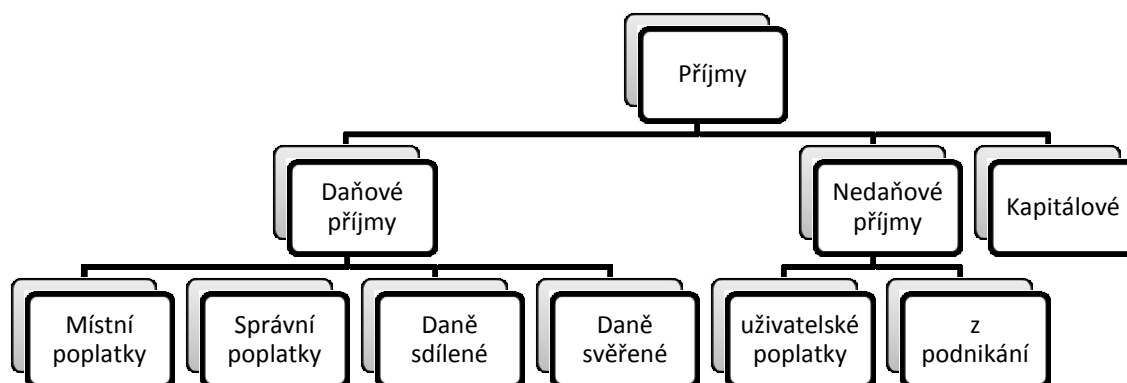 Příjmy
Daňové
příjmy
Nedaňové
příjmy
Kapitálové
Místní
poplatky
Správní
poplatky
Daně
sdílené
Daně
svěřené
uživatelské
poplatky
z
podnikání